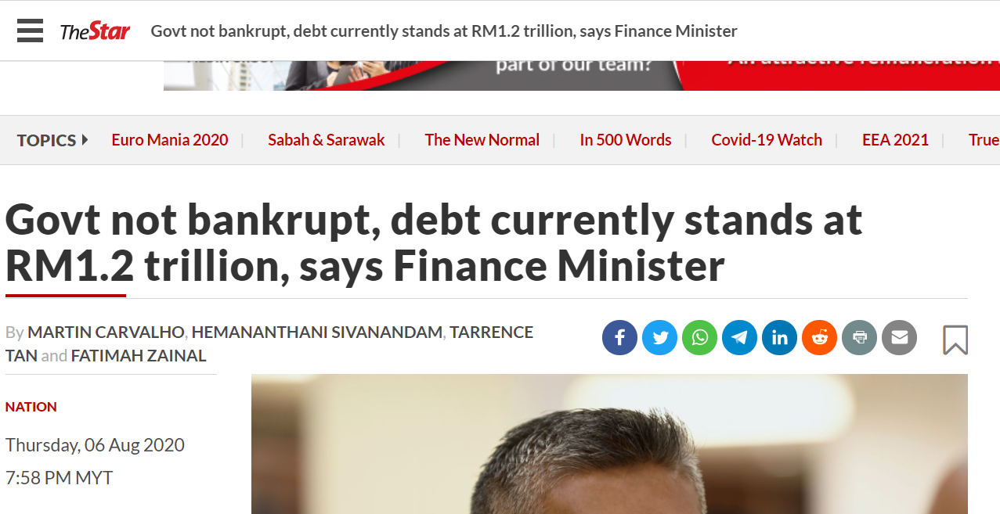 TheStar
Govt not bankrupt, debt currently stands at RM1.2 trillion, says Finance Minister
part of our team?
An attractive remuneration
TOPICS
Euro Mania 2020
Sabah & Sarawak
The New Normal
In 500 Words
Covid-19 Watch
EEA 2021
True
Govt not bankrupt, debt currently stands at
RM1.2 trillion, says Finance Minister
By MARTIN CARVALHO, HEMANANTHANI SIVANANDAM, TARRENCE
TAN and FATIMAH ZAINAL
NATION
Thursday, 06 Aug 2020
7:58 PM MYT